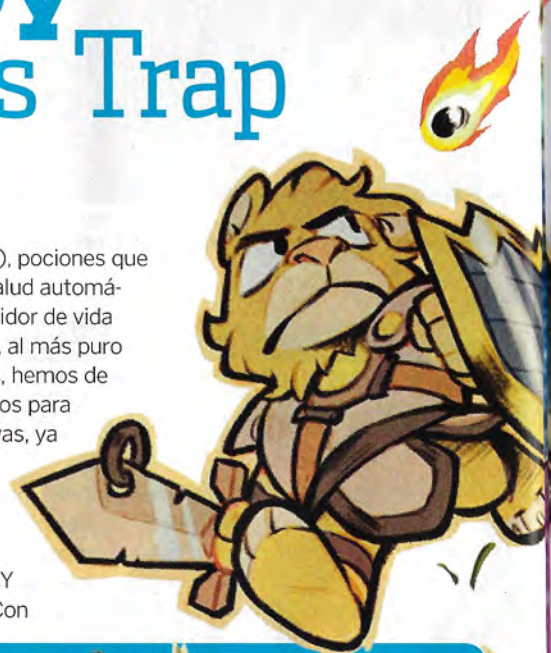 s Trap
), pociones que
alud automá-
idor de vida
, al más puro
s, hemos de
os para
vas, ya
Y
Con